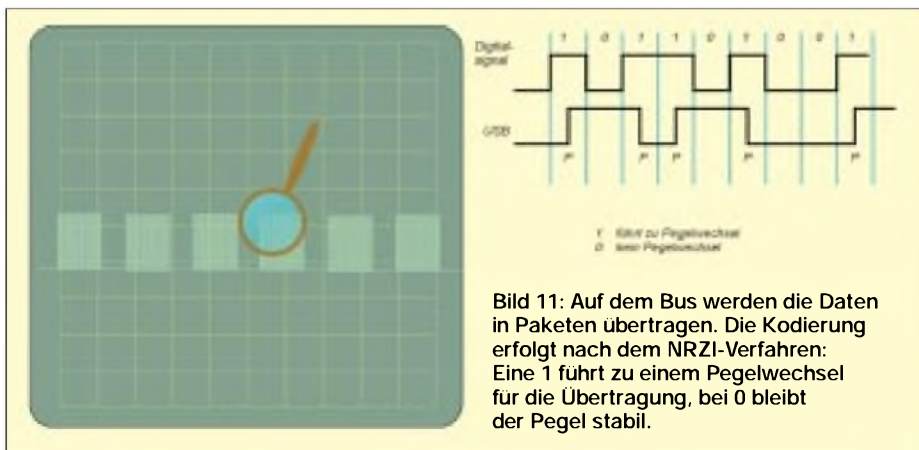 1 0 1 1 0 1 0 0 1
Digital-
signal
USB
P P P P P
1 führt zu Pegelwechsel
0 kein Pegelwechsel
Bild 11: Auf dem Bus werden die Daten
in Paketen übertragen. Die Kodierung
erfolgt nach dem NRZI-Verfahren:
Eine 1 führt zu einem Pegelwechsel
für die Übertragung, bei 0 bleibt
der Pegel stabil.